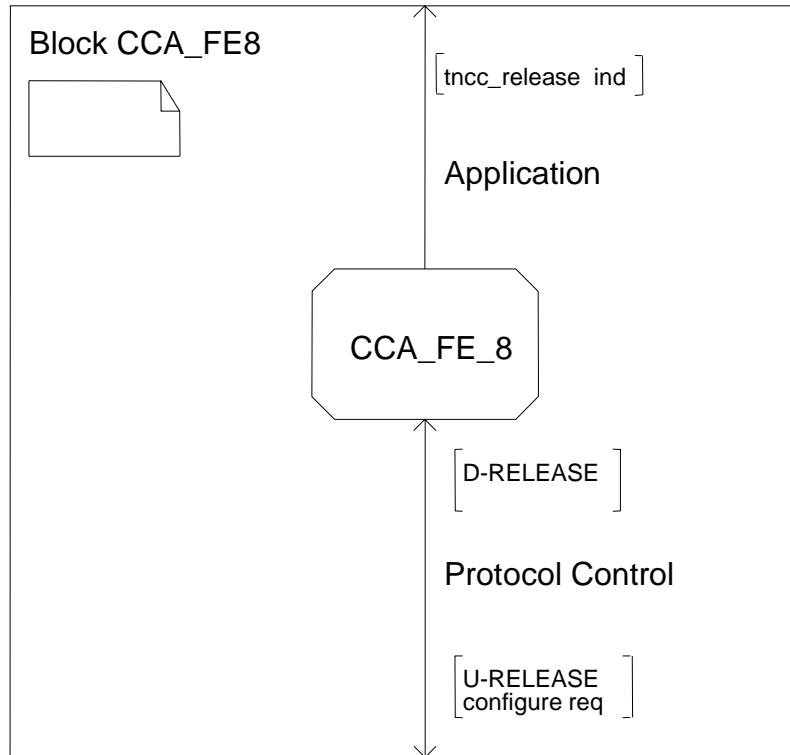 Block CCA_FE8
tncc_release ind
Application
CCA_FE_8
D-RELEASE
Protocol Control
U-RELEASE
configure req